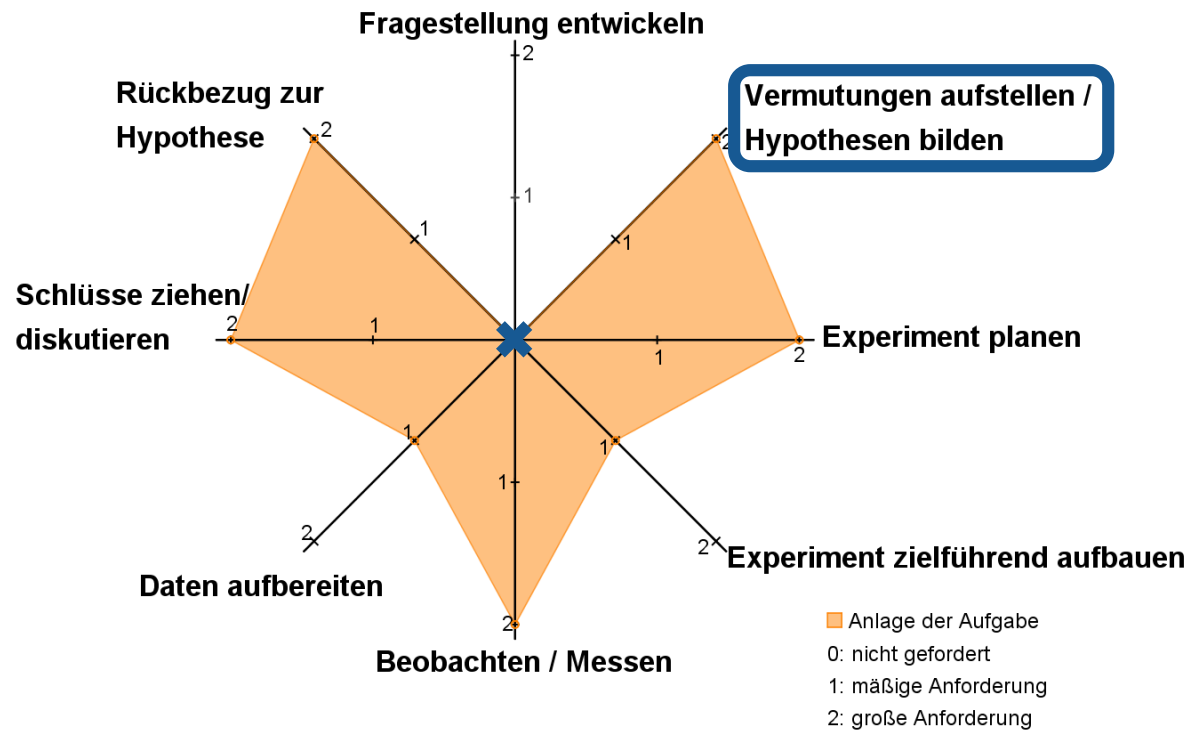 Fragestellung entwickeln
2
Rückbezug zur
Hypothese
2
Vermutungen aufstellen /
Hypothesen bilden
2
1
1
1
Schlüsse ziehen/
diskutieren
2
1
1
2
Experiment planen
1
1
2
1
2
Experiment zielführend aufbauen
Daten aufbereiten
2
Beobachten / Messen
Anlage der Aufgabe
0: nicht gefordert
1: mäßige Anforderung
2: große Anforderung